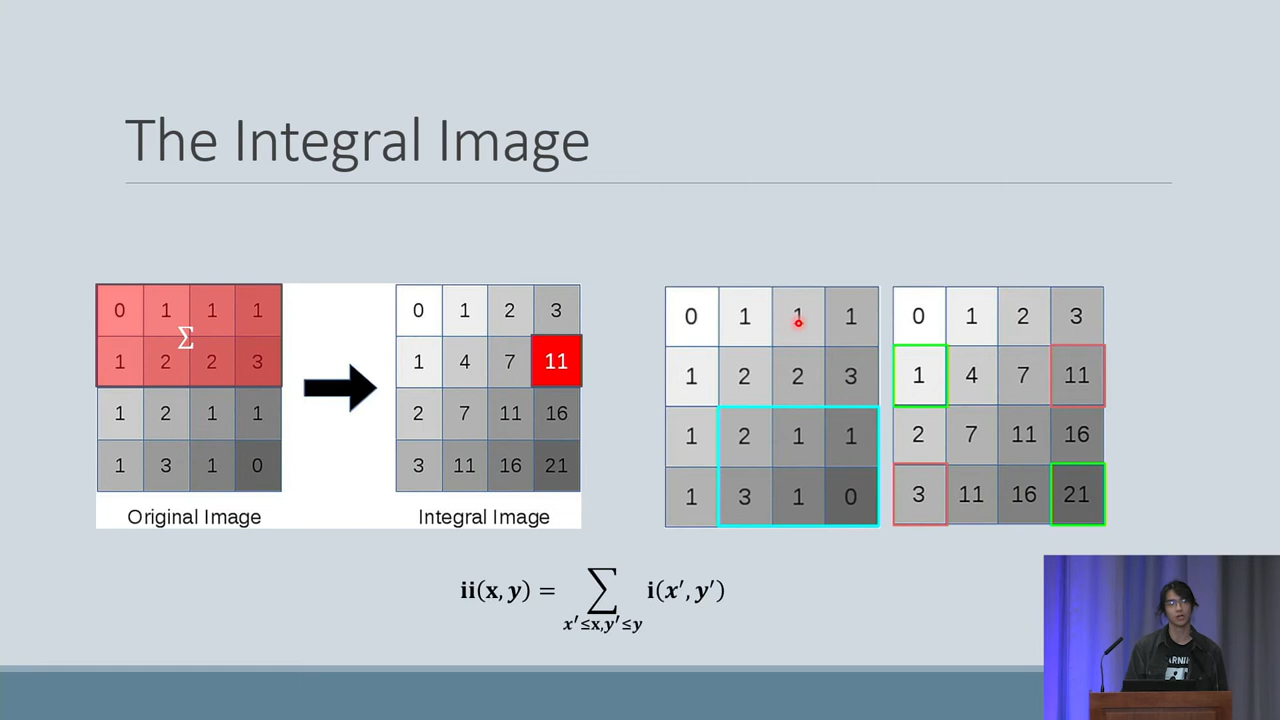 The Integral Image
0 1 1 1
Σ
1 2 2 3
1 2 1 1
1 3 1 0
Original Image
0 1 2 3
1 4 7 11
2 7 11 16
3 11 16 21
Integral Image
0 1 1 1
1 2 2 3
1 2 1 1
1 3 1 0
0 1 2 3
1 4 7 11
2 7 11 16
3 11 16 21
ii(x, y) = ∑ i(x′, y′)
x′≤x,y′≤y